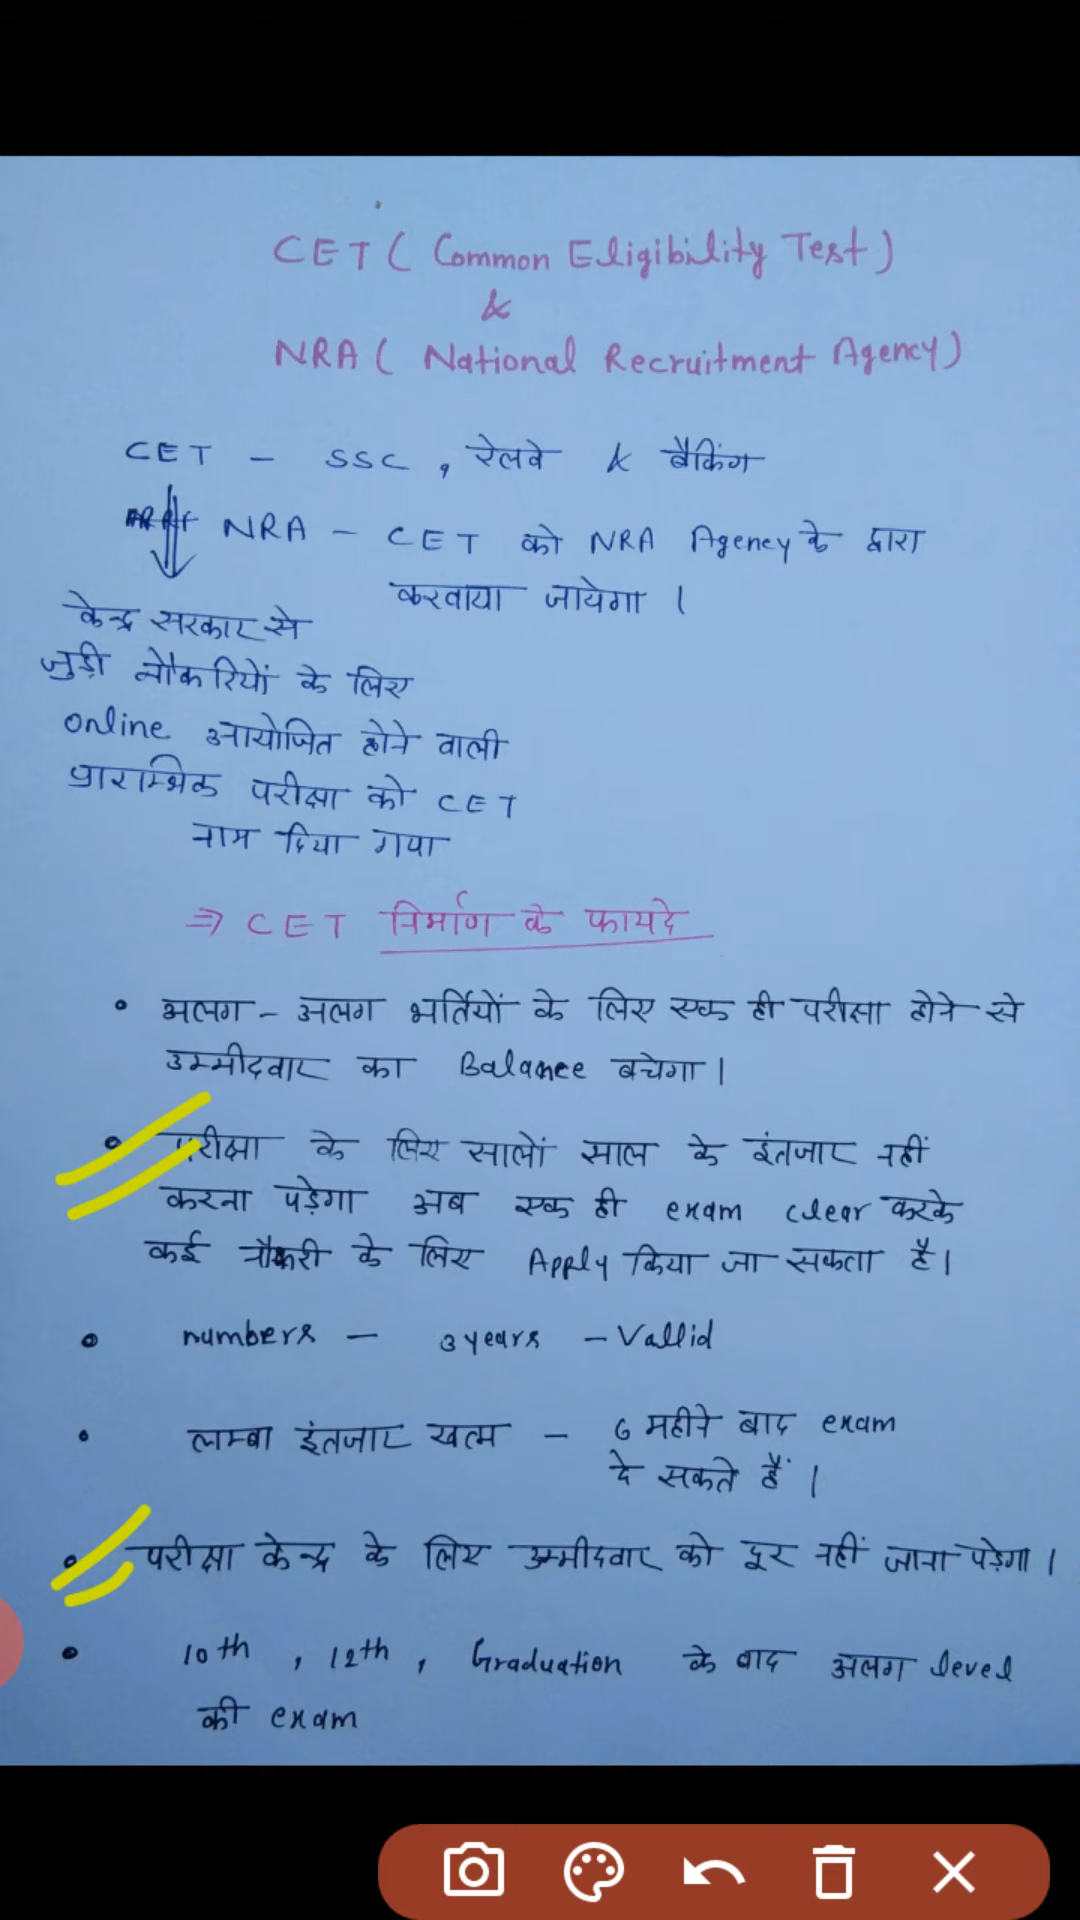 CET ( Common Eligibility Test )
&
NRA ( National Recruitment Agency )
CET – SSC, रेलवे & बैकिंग
NRA – CET को NRA Agency के द्वारा
करवाया जायेगा ।
केन्द्र सरकार से
जुड़ी नौकरियों के लिए
online आयोजित होने वाली
प्रारम्भिक परीक्षा को CET
नाम दिया गया
⇒ CET निर्माण के फायदे
• अलग – अलग भर्तियों के लिए एक ही परीक्षा होने से
उम्मीदवार का Balance बचेगा ।
• परीक्षा के लिए सालों साल के इंतजार नहीं
करना पड़ेगा अब एक ही exam clear करके
कई नौकरी के लिए Apply किया जा सकता है ।
• numbers – 3 years – Vallid
• लम्बा इंतजार खत्म – 6 महीने बाद exam
दे सकते हैं ।
• परीक्षा केन्द्र के लिए उम्मीदवार को दूर नहीं जाना पड़ेगा ।
• 10th, 12th, Graduation के बाद अलग level
की exam